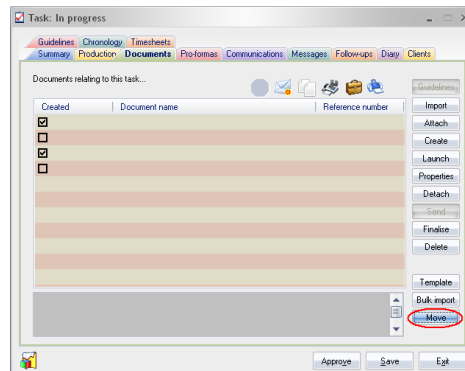 Task: In progress
Guidelines Chronology Timesheets
Summary Production Documents Pro-formas Communications Messages Follow-ups Diary Clients
Documents relating to this task...
Guidelines
Created Document name Reference number
Import
Attach
Create
Launch
Properties
Detach
Send
Finalise
Delete
Template
Bulk import
Move
Approve Save Exit